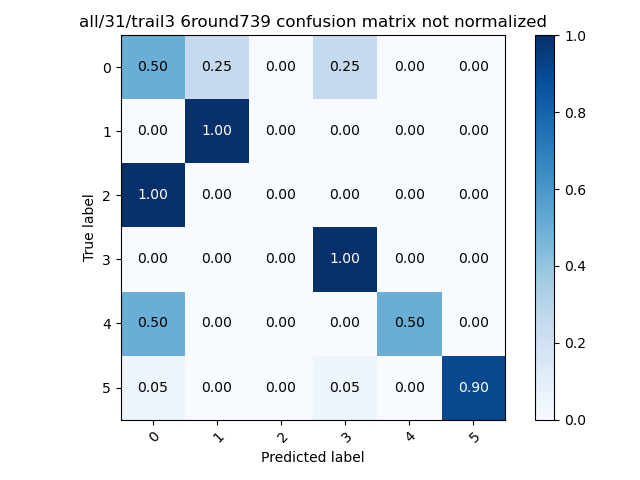 all/31/trail3 6round739 confusion matrix not normalized
True label
0 0.50 0.25 0.00 0.25 0.00 0.00
1 0.00 1.00 0.00 0.00 0.00 0.00
2 1.00 0.00 0.00 0.00 0.00 0.00
3 0.00 0.00 0.00 1.00 0.00 0.00
4 0.50 0.00 0.00 0.00 0.50 0.00
5 0.05 0.00 0.00 0.05 0.00 0.90
0 1 2 3 4 5
Predicted label
1.0
0.8
0.6
0.4
0.2
0.0